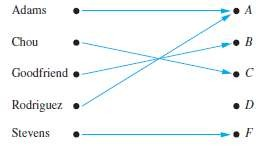 Adams A
Chou B
Goodfriend C
Rodriguez D
Stevens F